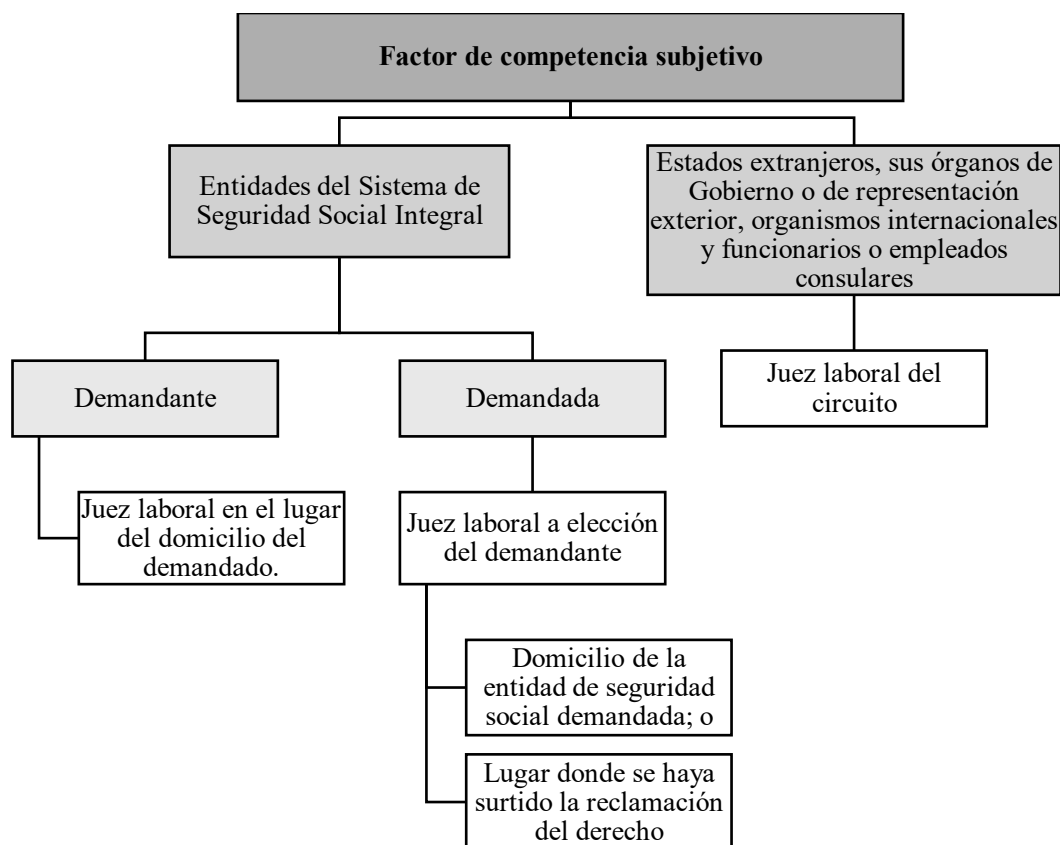 Factor de competencia subjetivo
Entidades del Sistema de
Seguridad Social Integral
Estados extranjeros, sus órganos de
Gobierno o de representación
exterior, organismos internacionales
y funcionarios o empleados
consulares
Demandante
Demandada
Juez laboral del
circuito
Juez laboral en el lugar
del domicilio del
demandado.
Juez laboral a elección
del demandante
Domicilio de la
entidad de seguridad
social demandada; o
Lugar donde se haya
surtido la reclamación
del derecho